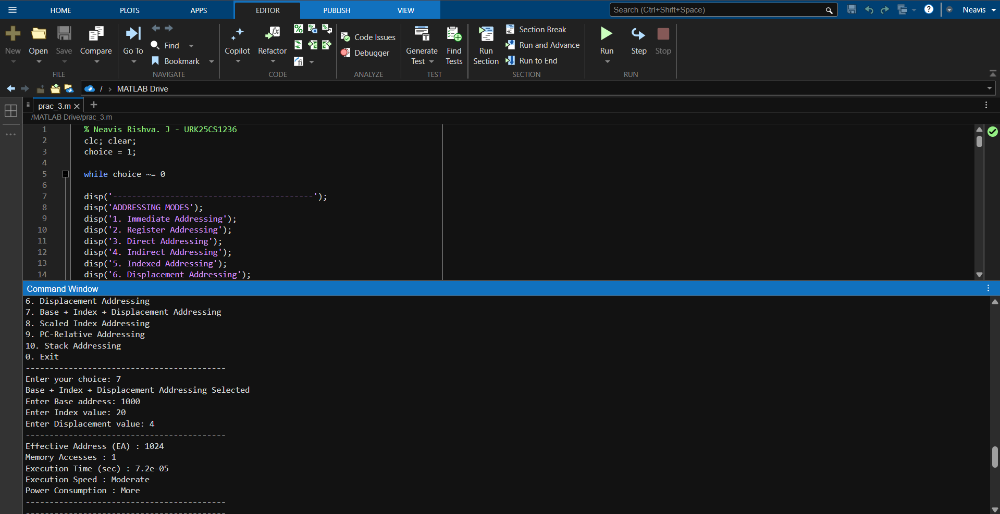 HOME PLOTS APPS EDITOR PUBLISH VIEW Search (Ctrl+Shift+Space) ? Neavis
New Open Save Compare Go To Find Bookmark Copilot Refactor Code Issues Debugger Generate Test Find Tests Run Section Section Break Run and Advance Run to End Run Step Stop
FILE NAVIGATE CODE ANALYZE TEST SECTION RUN
/ › MATLAB Drive
prac_3.m × +
/MATLAB Drive/prac_3.m
1 % Neavis Rishva. J - URK25CS1236
2 clc; clear;
3 choice = 1;
4
5 while choice ~= 0
6
7 disp('------------------------------------------');
8 disp('ADDRESSING MODES');
9 disp('1. Immediate Addressing');
10 disp('2. Register Addressing');
11 disp('3. Direct Addressing');
12 disp('4. Indirect Addressing');
13 disp('5. Indexed Addressing');
14 disp('6. Displacement Addressing');
Command Window
6. Displacement Addressing
7. Base + Index + Displacement Addressing
8. Scaled Index Addressing
9. PC-Relative Addressing
10. Stack Addressing
0. Exit
------------------------------------------
Enter your choice: 7
Base + Index + Displacement Addressing Selected
Enter Base address: 1000
Enter Index value: 20
Enter Displacement value: 4
------------------------------------------
Effective Address (EA) : 1024
Memory Accesses : 1
Execution Time (sec) : 7.2e-05
Execution Speed : Moderate
Power Consumption : More
------------------------------------------
------------------------------------------